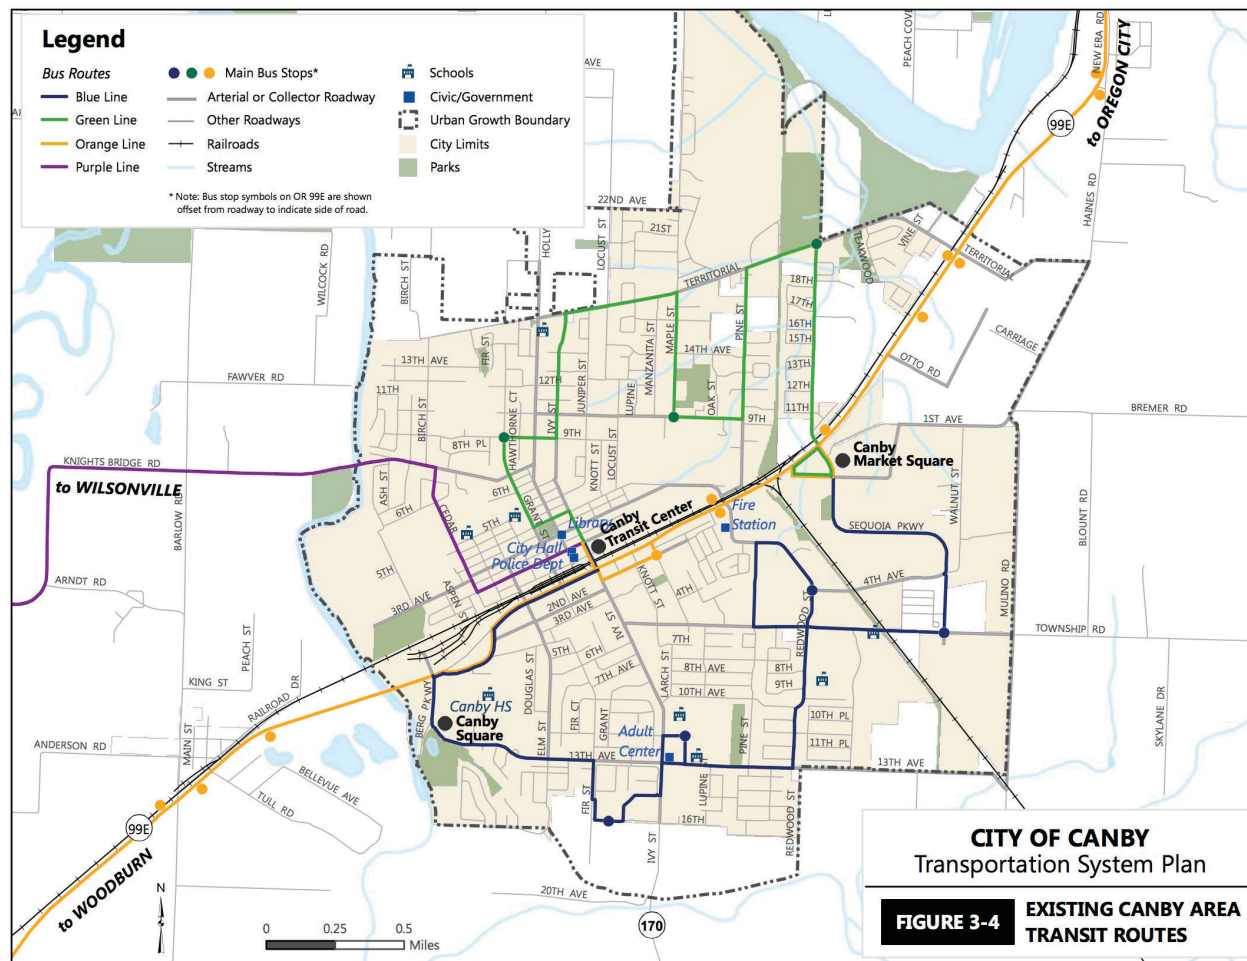 Legend
Bus Routes
Blue Line
Green Line
Orange Line
Purple Line
Main Bus Stops*
Arterial or Collector Roadway
Other Roadways
Railroads
Streams
Schools
Civic/Government
Urban Growth Boundary
City Limits
Parks
* Note: Bus stop symbols on OR 99E are shown
offset from roadway to indicate side of road.
AVE
PEACH COVE
NEW ERA RD
to OREGON CITY
99E
HAINES RD
22ND AVE
21ST
HOLLY
LOCUST ST
WILCOCK RD
BIRCH ST
TERRITORIAL
TEAKWOOD
VINE ST
TERRITORIAL
18TH
17TH
16TH
15TH
13TH
12TH
11TH
PINE ST
MAPLE ST
MANZANITA ST
14TH AVE
OAK ST
LUPINE
JUNIPER ST
12TH
IVY ST
FIR ST
13TH AVE
11TH
FAWVER RD
BIRCH ST
HAWTHORNE CT
8TH PL
9TH
9TH
KNOTT ST
LOCUST ST
OTTO RD
CARRIAGE
1ST AVE
BREMER RD
Canby
Market Square
WALNUT ST
BLOUNT RD
KNIGHTS BRIDGE RD
to WILSONVILLE
BARLOW RD
ASH ST
6TH
CEDAR
6TH
5TH
GRANT ST
Library
Canby
Transit Center
City Hall
Police Dept
Fire
Station
SEQUOIA PKWY
5TH
ARNDT RD
3RD AVE
ASPEN ST
2ND AVE
3RD AVE
KNOTT ST
4TH
4TH AVE
REDWOOD ST
MULINO RD
TOWNSHIP RD
PEACH ST
KING ST
RAILROAD DR
IVY ST
5TH
6TH
7TH AVE
DOUGLAS ST
7TH
8TH AVE
10TH AVE
LARCH ST
8TH
9TH
10TH PL
11TH PL
BERG PKWY
Canby HS
Canby
Square
ELM ST
FIR CT
GRANT
Adult
Center
PINE ST
13TH AVE
13TH AVE
SKYLANE DR
ANDERSON RD
MAIN ST
BELLEVUE AVE
TULL RD
FIR ST
LUPINE
16TH
REDWOOD ST
IVY ST
99E
to WOODBURN
20TH AVE
170
N
0
0.25
0.5
Miles
CITY OF CANBY
Transportation System Plan
FIGURE 3-4
EXISTING CANBY AREA
TRANSIT ROUTES